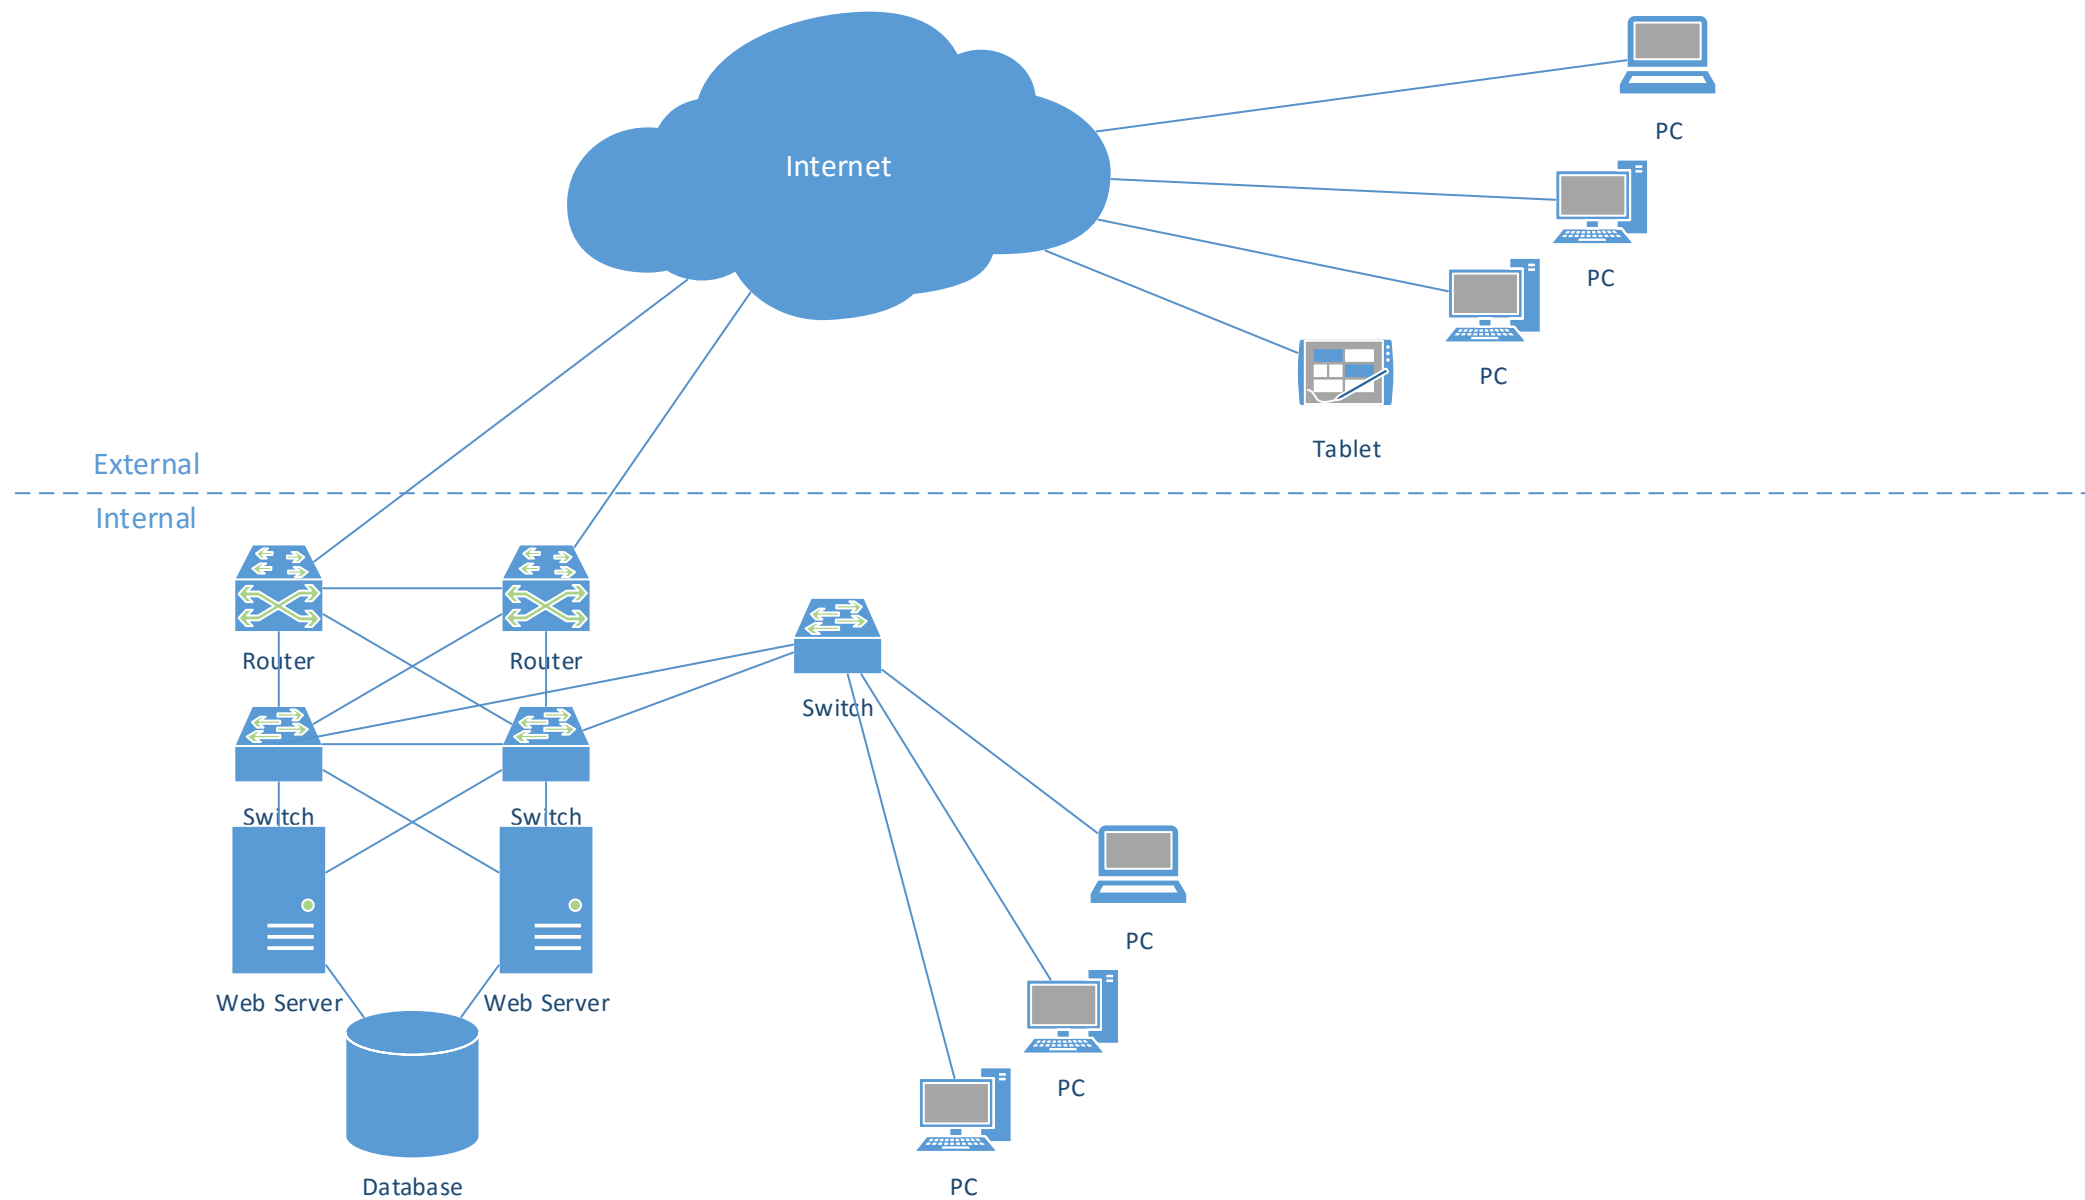 Internet
PC
PC
PC
Tablet
External
Internal
Router
Router
Switch
Switch
Switch
PC
Web Server
Web Server
PC
Database
PC